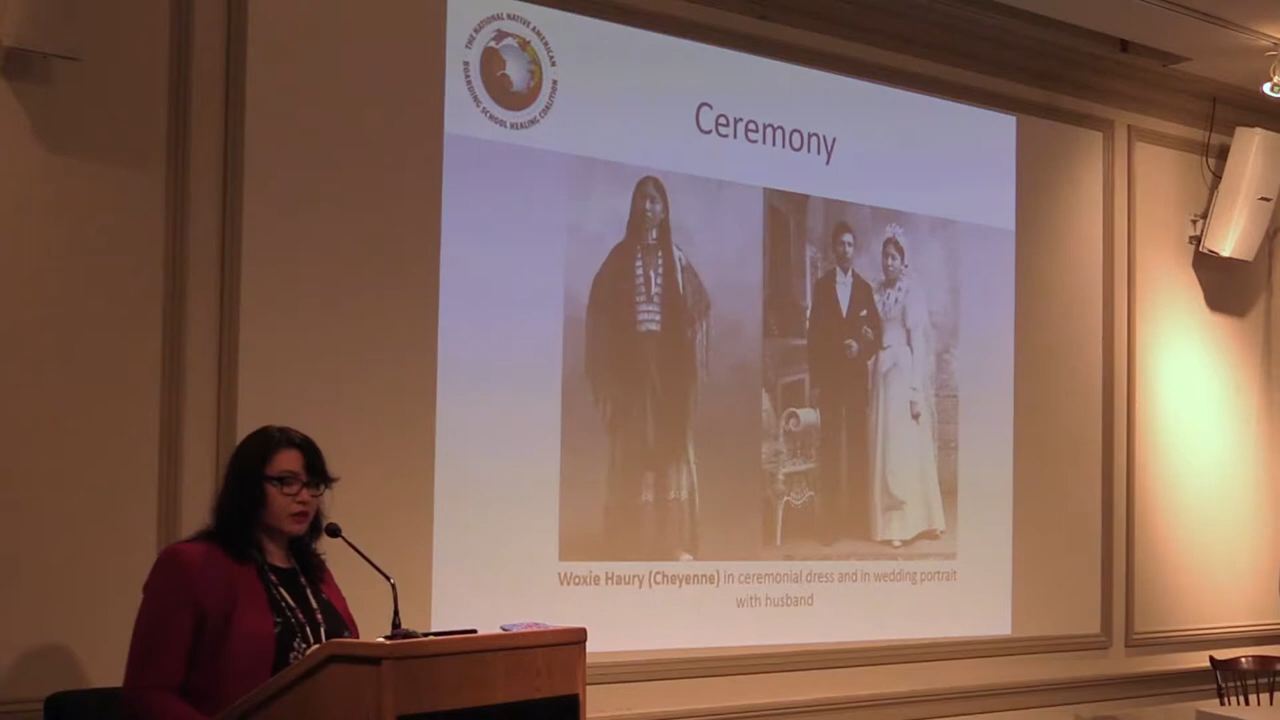 THE NATIONAL NATIVE AMERICAN
BOARDING SCHOOL HEALING COALITION
Ceremony
Woxie Haury (Cheyenne) in ceremonial dress and in wedding portrait
with husband